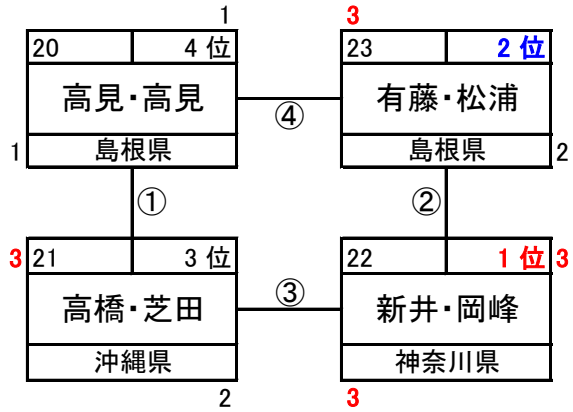 1 3
20 4 位 23 2 位
高見・高見 有藤・松浦
④
1 島根県 島根県 2
① ②
3 21 3 位 22 1 位 3
③
高橋・芝田 新井・岡峰
沖縄県 神奈川県
2 3